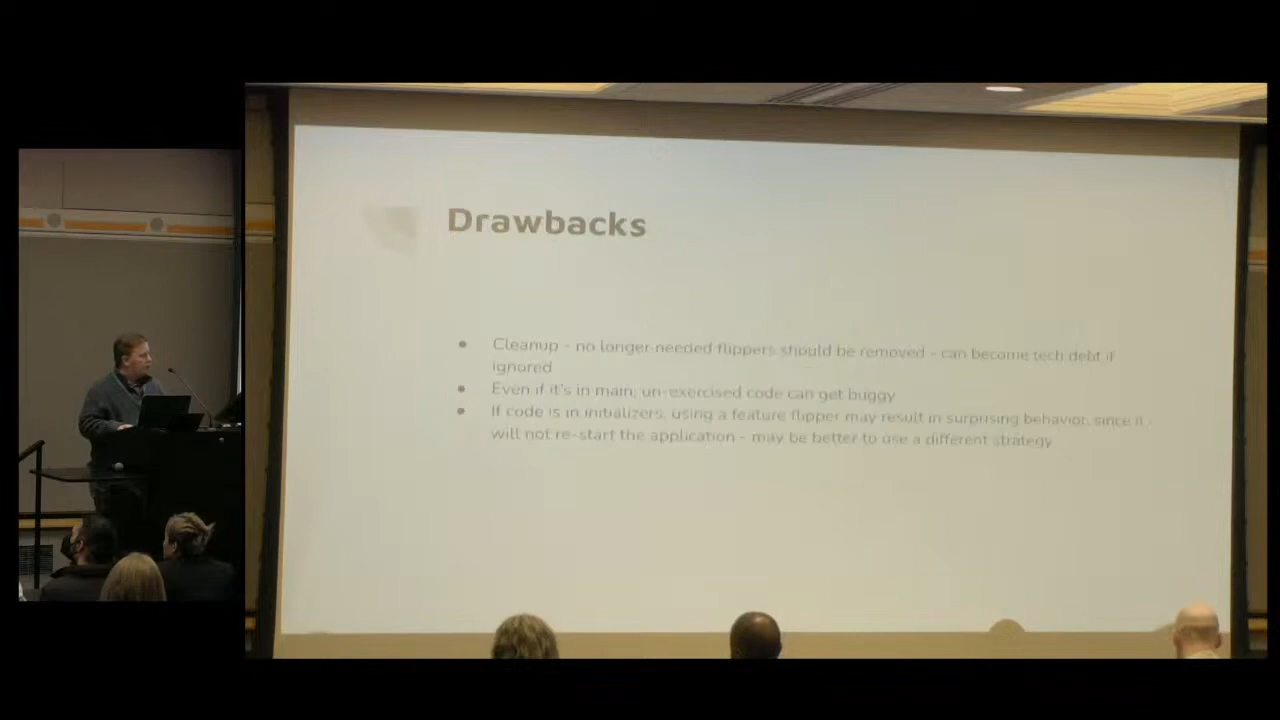 Drawbacks
● Cleanup - no longer needed flippers should be removed - can become tech debt if
ignored
● Even if it's in main, un-exercised code can get buggy
● If code is in initializers, using a feature flipper may result in surprising behavior, since it
will not re-start the application - may be better to use a different strategy